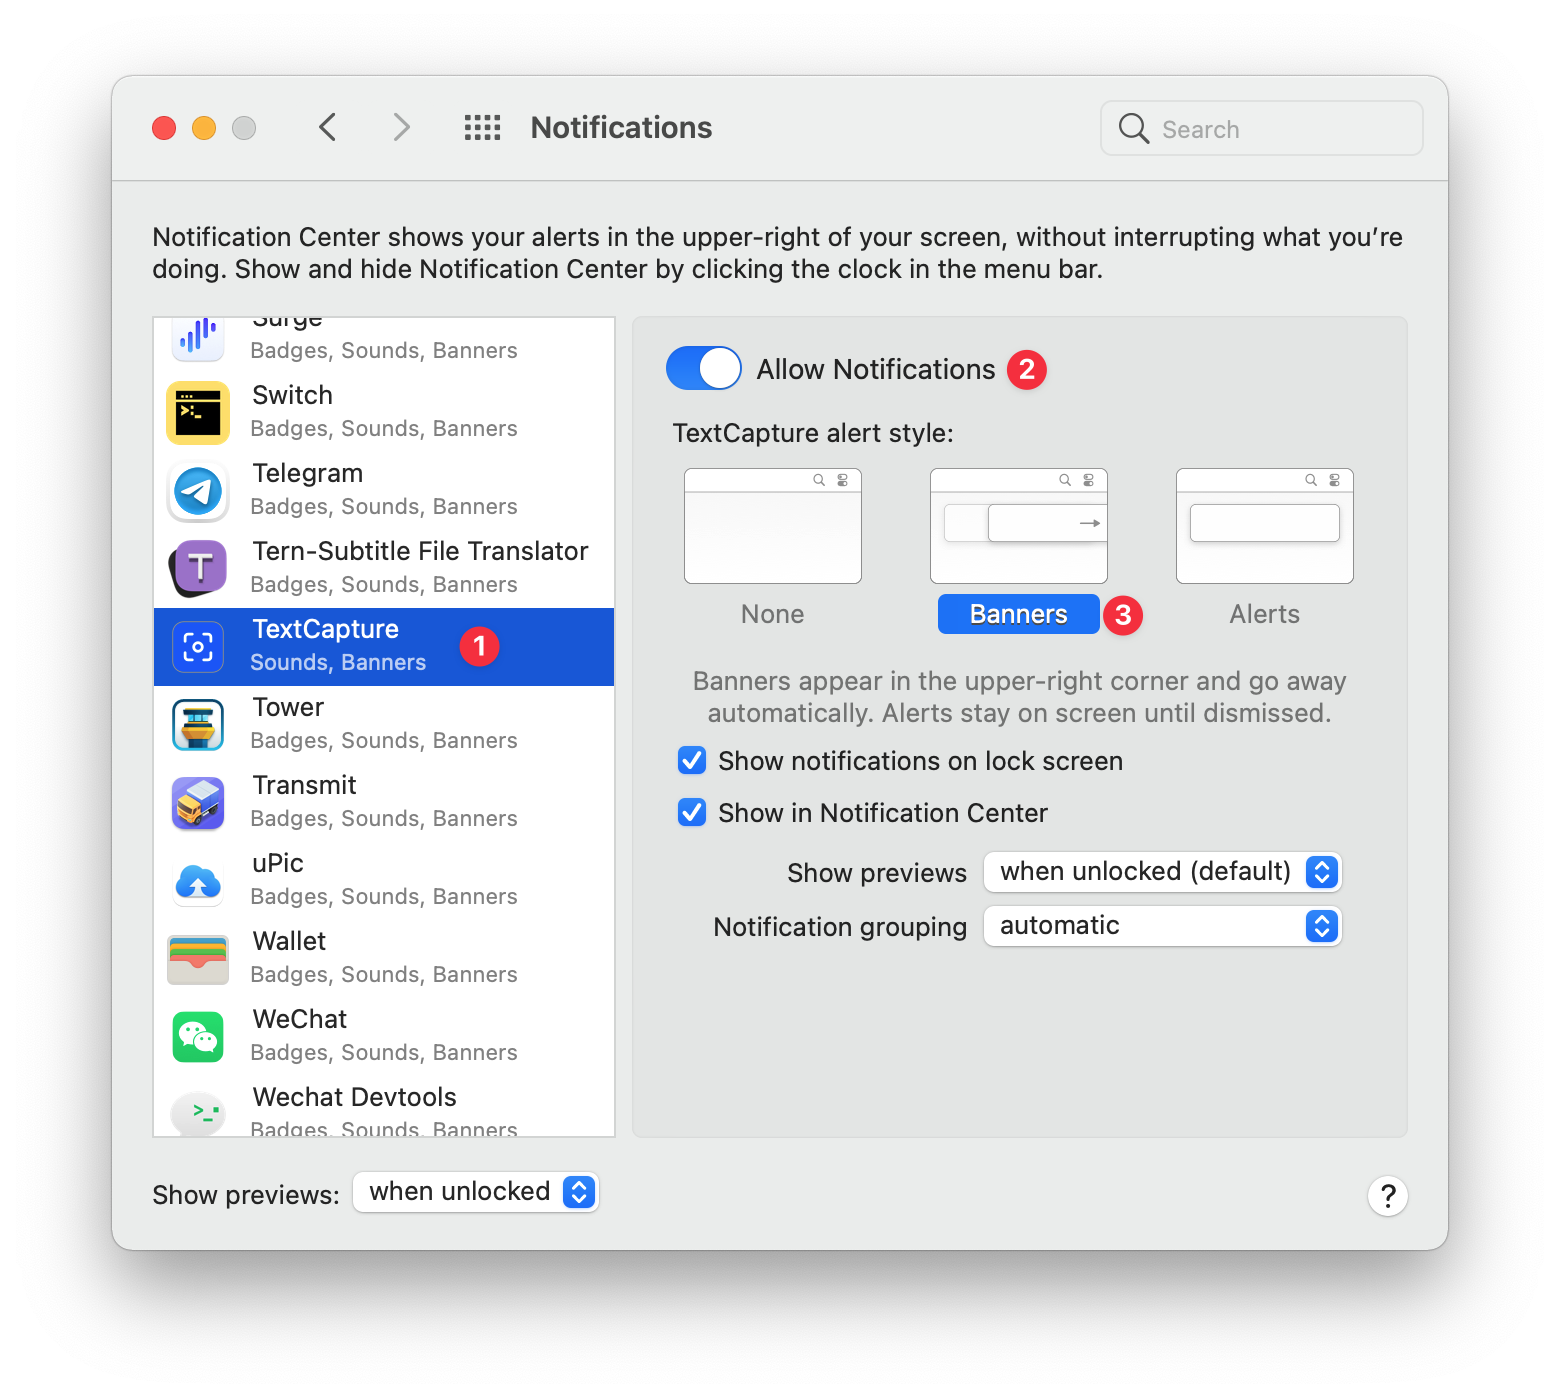 Notifications
Search
Notification Center shows your alerts in the upper-right of your screen, without interrupting what you’re
doing. Show and hide Notification Center by clicking the clock in the menu bar.
Surge
Badges, Sounds, Banners
Switch
Badges, Sounds, Banners
Telegram
Badges, Sounds, Banners
T
Tern-Subtitle File Translator
Badges, Sounds, Banners
TextCapture
Sounds, Banners
1
Tower
Badges, Sounds, Banners
Transmit
Badges, Sounds, Banners
uPic
Badges, Sounds, Banners
Wallet
Badges, Sounds, Banners
WeChat
Badges, Sounds, Banners
Wechat Devtools
Badges, Sounds, Banners
Allow Notifications 2
TextCapture alert style:
None
Banners 3
Alerts
Banners appear in the upper-right corner and go away
automatically. Alerts stay on screen until dismissed.
Show notifications on lock screen
Show in Notification Center
Show previews when unlocked (default)
Notification grouping automatic
Show previews: when unlocked
?